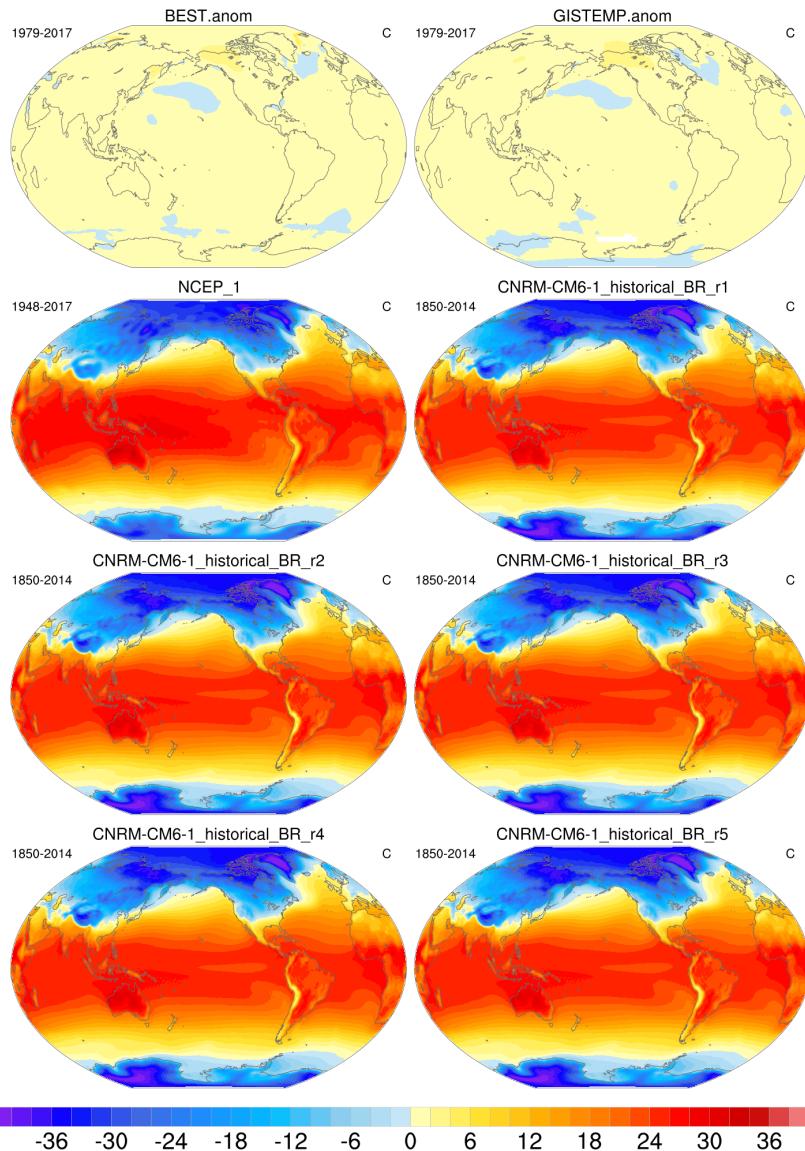 BEST.anom
1979-2017 C
GISTEMP.anom
1979-2017 C
NCEP_1
1948-2017 C
CNRM-CM6-1_historical_BR_r1
1850-2014 C
CNRM-CM6-1_historical_BR_r2
1850-2014 C
CNRM-CM6-1_historical_BR_r3
1850-2014 C
CNRM-CM6-1_historical_BR_r4
1850-2014 C
CNRM-CM6-1_historical_BR_r5
1850-2014 C
-36 -30 -24 -18 -12 -6 0 6 12 18 24 30 36